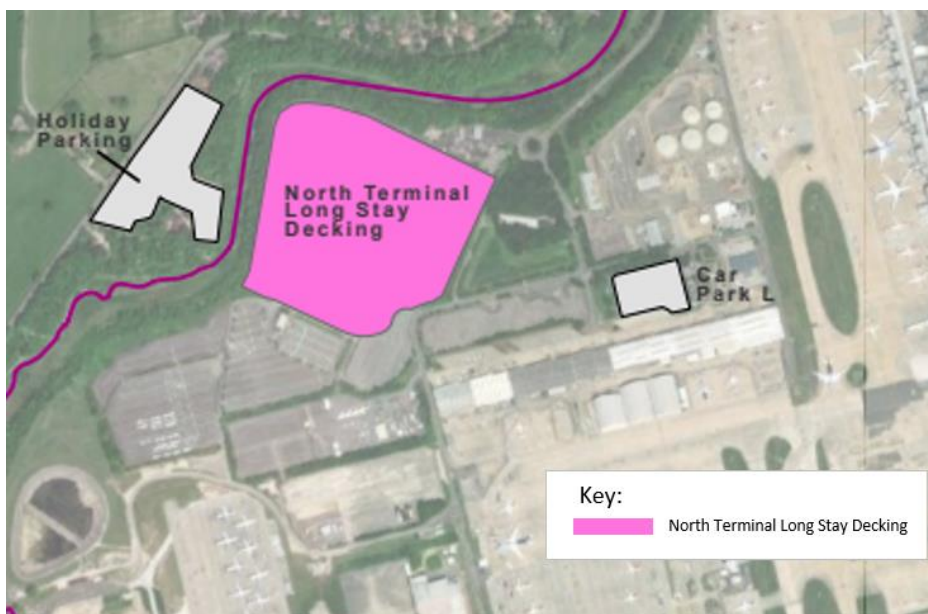 Holiday
Parking
North Terminal
Long Stay
Decking
Car
Park L
Key:
North Terminal Long Stay Decking